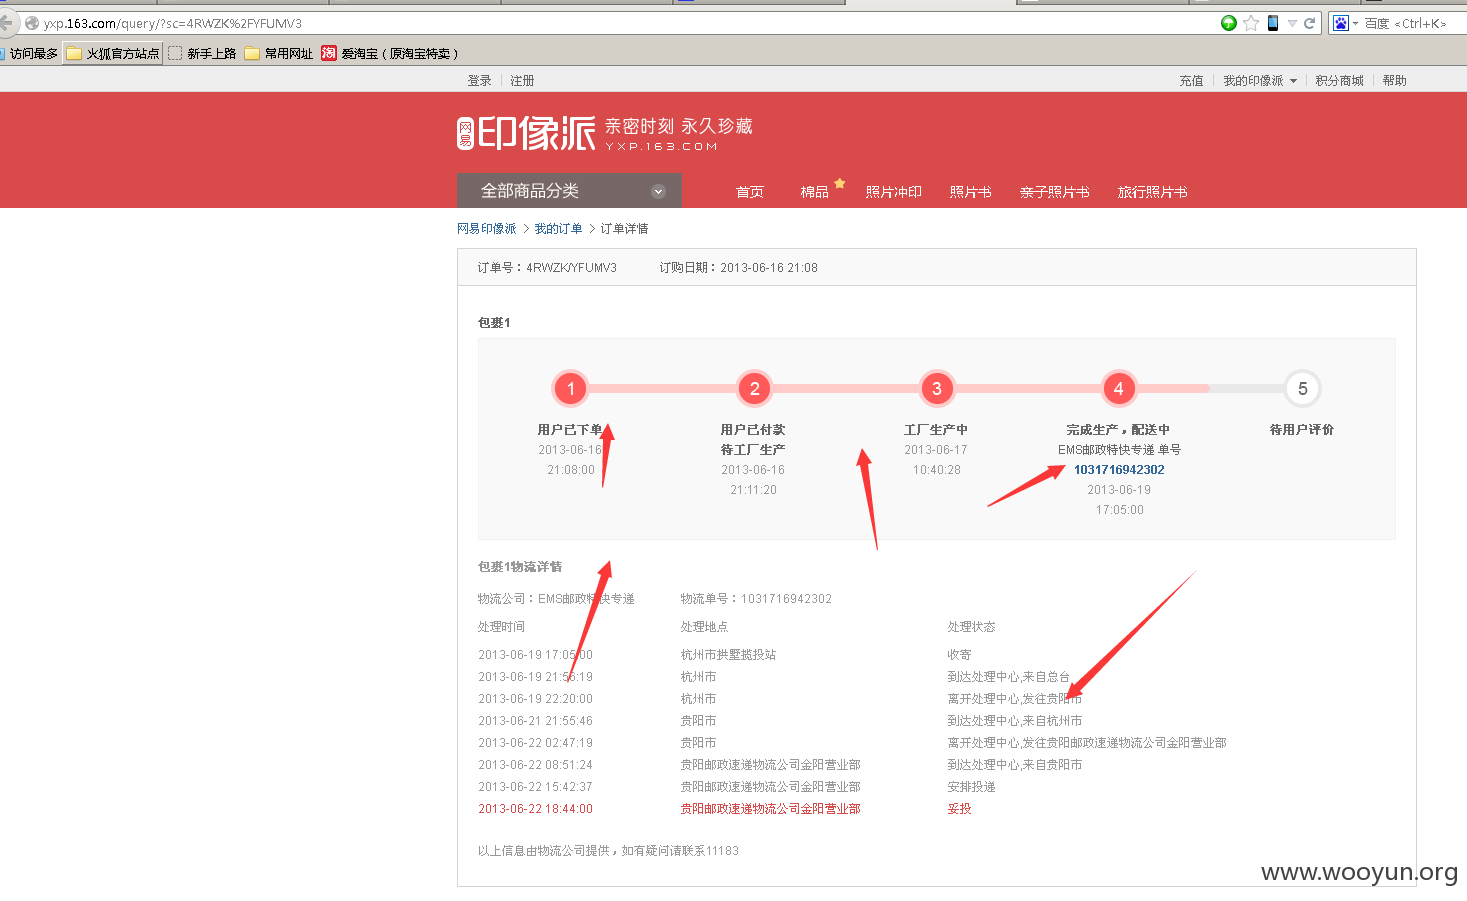 yxp.163.com/query/?sc=4RWZK%2FYFUMV3
百度 <Ctrl+K>
访问最多 火狐官方站点 新手上路 常用网址 淘 爱淘宝（原淘宝特卖）
登录 注册 充值 我的印像派 积分商城 帮助
网易印像派 亲密时刻 永久珍藏
YXP.163.COM
全部商品分类 首页 棉品 照片冲印 照片书 亲子照片书 旅行照片书
网易印像派 > 我的订单 > 订单详情
订单号：4RWZK/YFUMV3 订购日期：2013-06-16 21:08
包裹1
1 2 3 4 5
用户已下单
2013-06-16
21:08:00
用户已付款
待工厂生产
2013-06-16
21:11:20
工厂生产中
2013-06-17
10:40:28
完成生产，配送中
EMS邮政特快专递 单号
1031716942302
2013-06-19
17:05:00
待用户评价
包裹1物流详情
物流公司：EMS邮政特快专递 物流单号：1031716942302
处理时间 处理地点 处理状态
2013-06-19 17:05:00 杭州市拱墅揽投站 收寄
2013-06-19 21:56:19 杭州市 到达处理中心,来自总台
2013-06-19 22:20:00 杭州市 离开处理中心,发往贵阳市
2013-06-21 21:55:46 贵阳市 到达处理中心,来自杭州市
2013-06-22 02:47:19 贵阳市 离开处理中心,发往贵阳邮政速递物流公司金阳营业部
2013-06-22 08:51:24 贵阳邮政速递物流公司金阳营业部 到达处理中心,来自贵阳市
2013-06-22 15:42:37 贵阳邮政速递物流公司金阳营业部 安排投递
2013-06-22 18:44:00 贵阳邮政速递物流公司金阳营业部 妥投
以上信息由物流公司提供，如有疑问请联系11183
www.wooyun.org